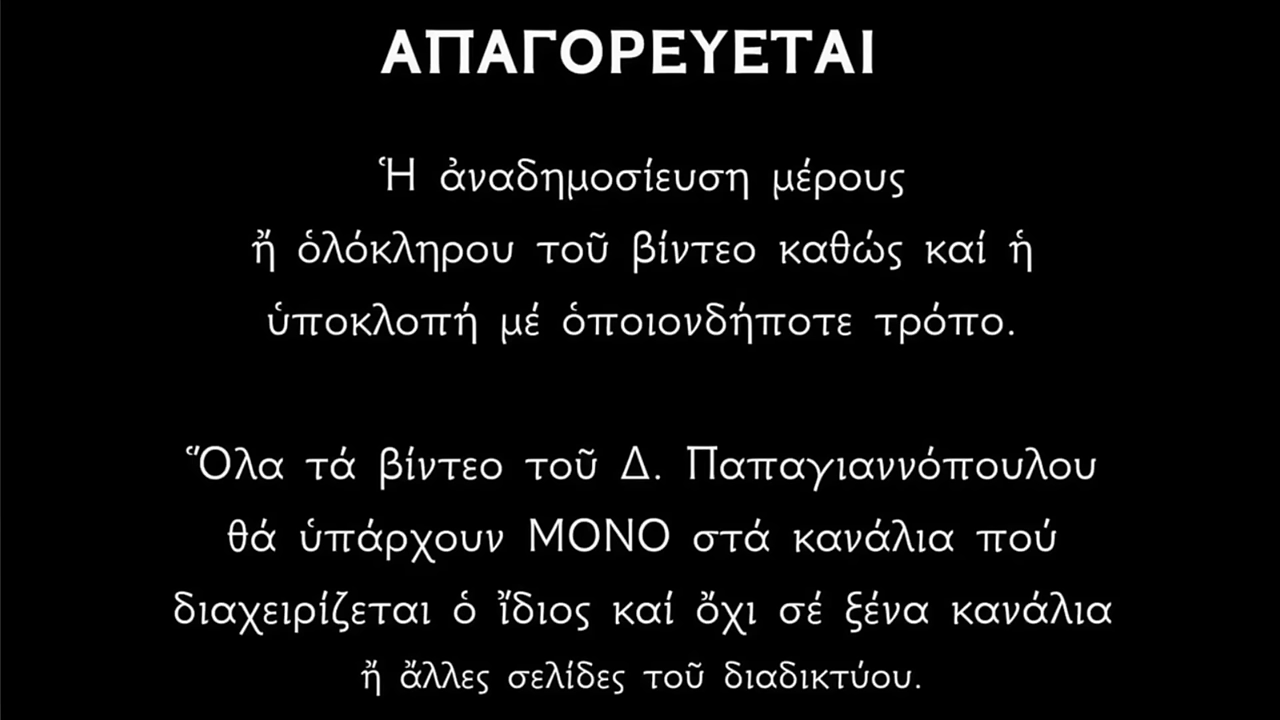 ΑΠΑΓΟΡΕΥΕΤΑΙ
Ἡ ἀναδημοσίευση μέρους
ἤ ὁλόκληρου τοῦ βίντεο καθώς καί ἡ
ὑποκλοπή μέ ὁποιονδήποτε τρόπο.
Ὅλα τά βίντεο τοῦ Δ. Παπαγιαννόπουλου
θά ὑπάρχουν ΜΟΝΟ στά κανάλια πού
διαχειρίζεται ὁ ἴδιος καί ὄχι σέ ξένα κανάλια
ἤ ἄλλες σελίδες τοῦ διαδικτύου.